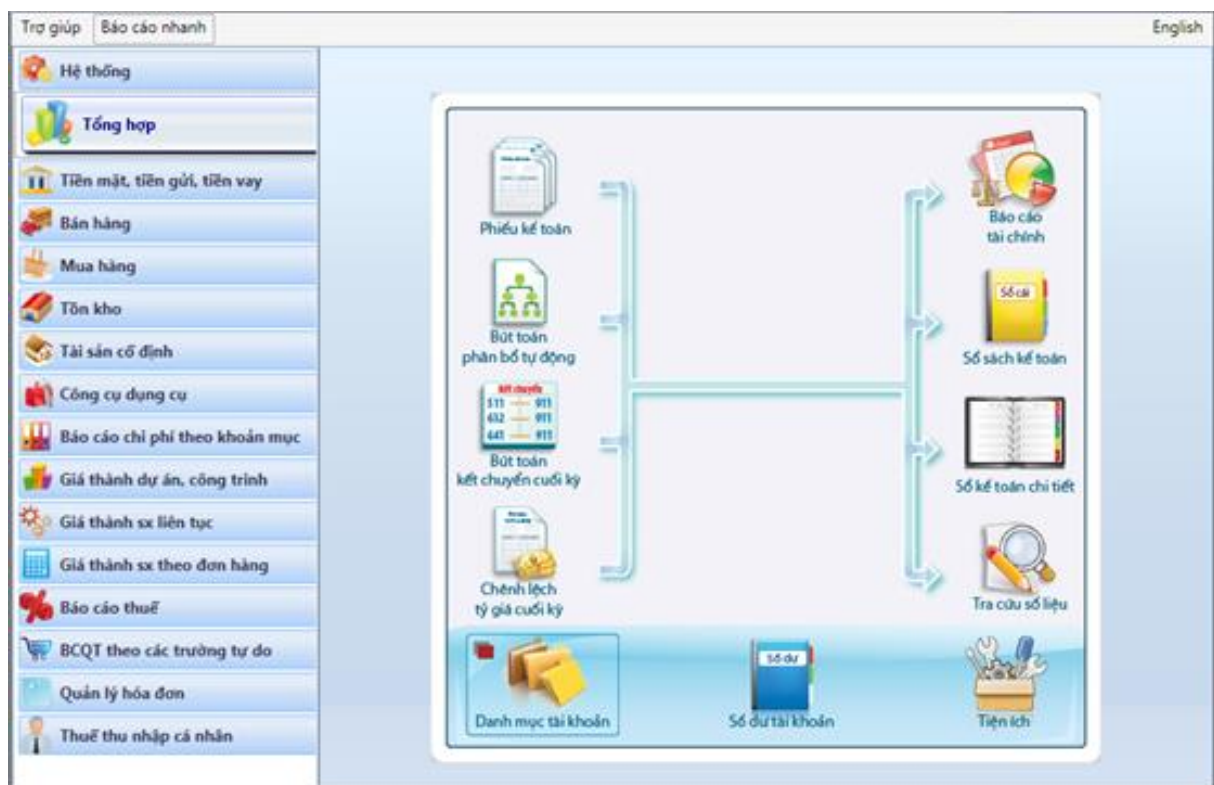 Trợ giúp Báo cáo nhanh English
Hệ thống
Tổng hợp
Tiền mặt, tiền gửi, tiền vay
Bán hàng
Mua hàng
Tồn kho
Tài sản cố định
Công cụ dụng cụ
Báo cáo chi phí theo khoản mục
Giá thành dự án, công trình
Giá thành sx liên tục
Giá thành sx theo đơn hàng
Báo cáo thuế
BCQT theo các trường tự do
Quản lý hóa đơn
Thuế thu nhập cá nhân
Phiếu kế toán
Bút toán
phân bổ tự động
Kết chuyển
511 911
632 911
641 911
Bút toán
kết chuyển cuối kỳ
Chênh lệch
tỷ giá cuối kỳ
Báo cáo
tài chính
Sổ cái
Sổ sách kế toán
Sổ kế toán chi tiết
Tra cứu số liệu
Danh mục tài khoản
Số dư
Số dư tài khoản
Tiện ích